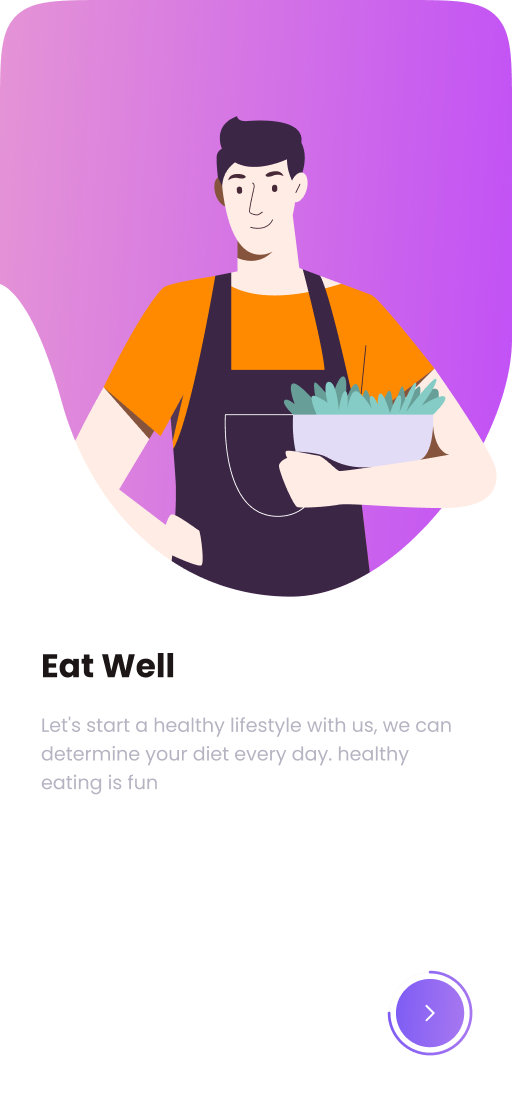 Eat Well
Let's start a healthy lifestyle with us, we can
determine your diet every day. healthy
eating is fun